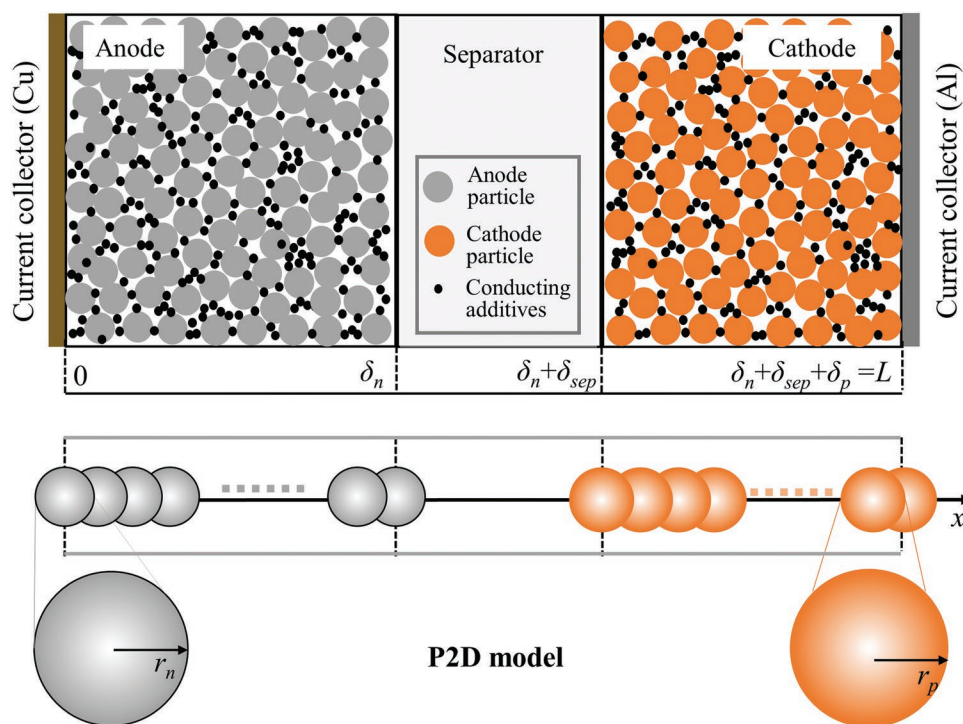 Current collector (Cu)
Anode
Separator
Cathode
Current collector (Al)
Anode
particle
Cathode
particle
Conducting
additives
0
δn
δn+δsep
δn+δsep+δp =L
x
rn
P2D model
rp